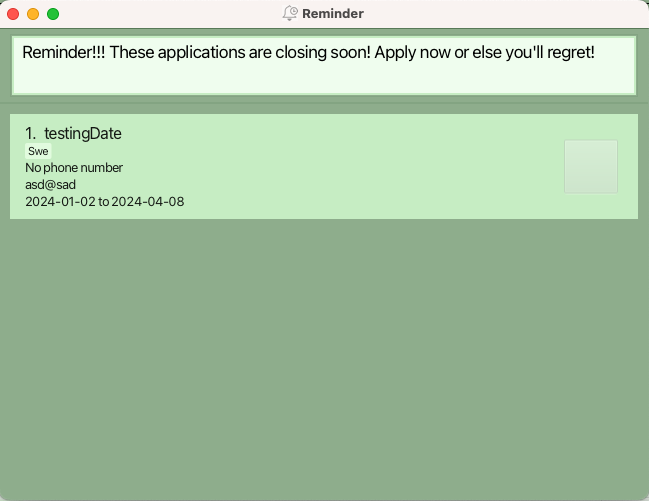 Reminder
Reminder!!! These applications are closing soon! Apply now or else you'll regret!
1. testingDate
Swe
No phone number
asd@sad
2024-01-02 to 2024-04-08